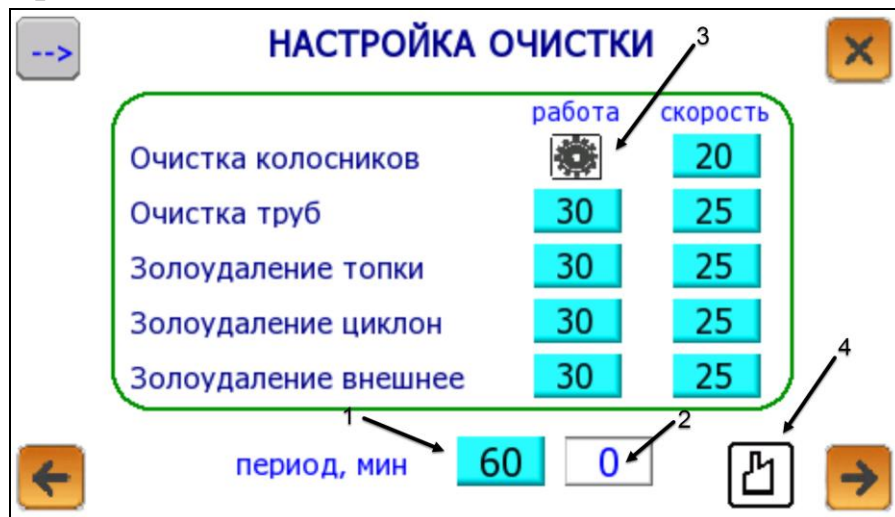 -->
НАСТРОЙКА ОЧИСТКИ
3
работа скорость
Очистка колосников 20
Очистка труб 30 25
Золоудаление топки 30 25
Золоудаление циклон 30 25
Золоудаление внешнее 30 25
4
1 2
период, мин 60 0